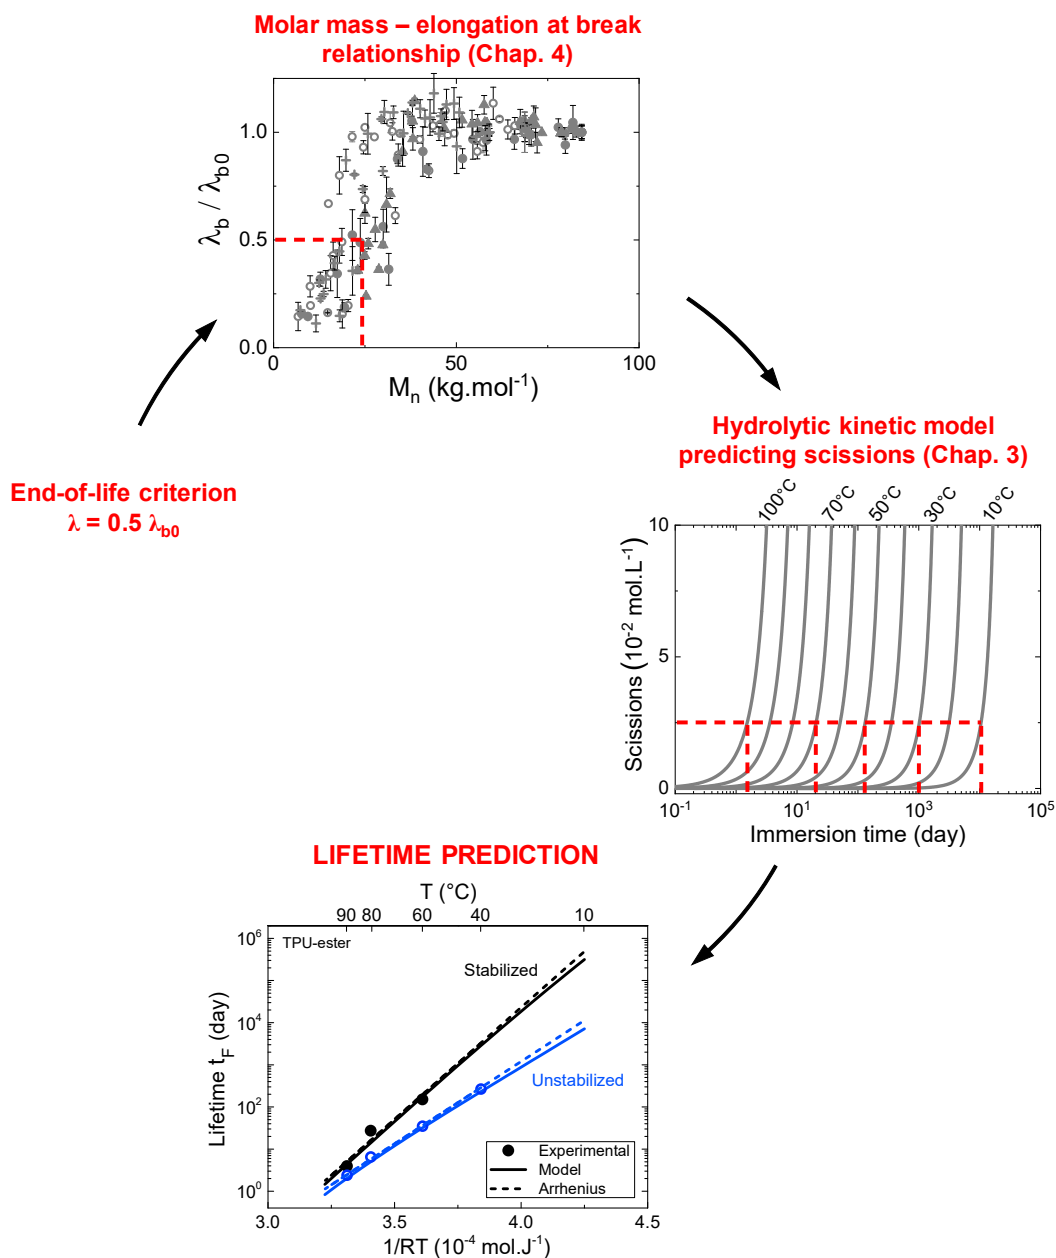 Molar mass – elongation at break
relationship (Chap. 4)
1.0
0.5
0.0
λb / λb0
0
50
100
Mn (kg.mol-1)
End-of-life criterion
λ = 0.5 λb0
Hydrolytic kinetic model
predicting scissions (Chap. 3)
100°C
70°C
50°C
30°C
10°C
10
5
0
Scissions (10-2 mol.L-1)
10-1
101
103
105
Immersion time (day)
LIFETIME PREDICTION
T (°C)
90 80 60 40 10
TPU-ester
Stabilized
Unstabilized
106
104
102
100
Lifetime tF (day)
Experimental
Model
Arrhenius
3.0 3.5 4.0 4.5
1/RT (10-4 mol.J-1)